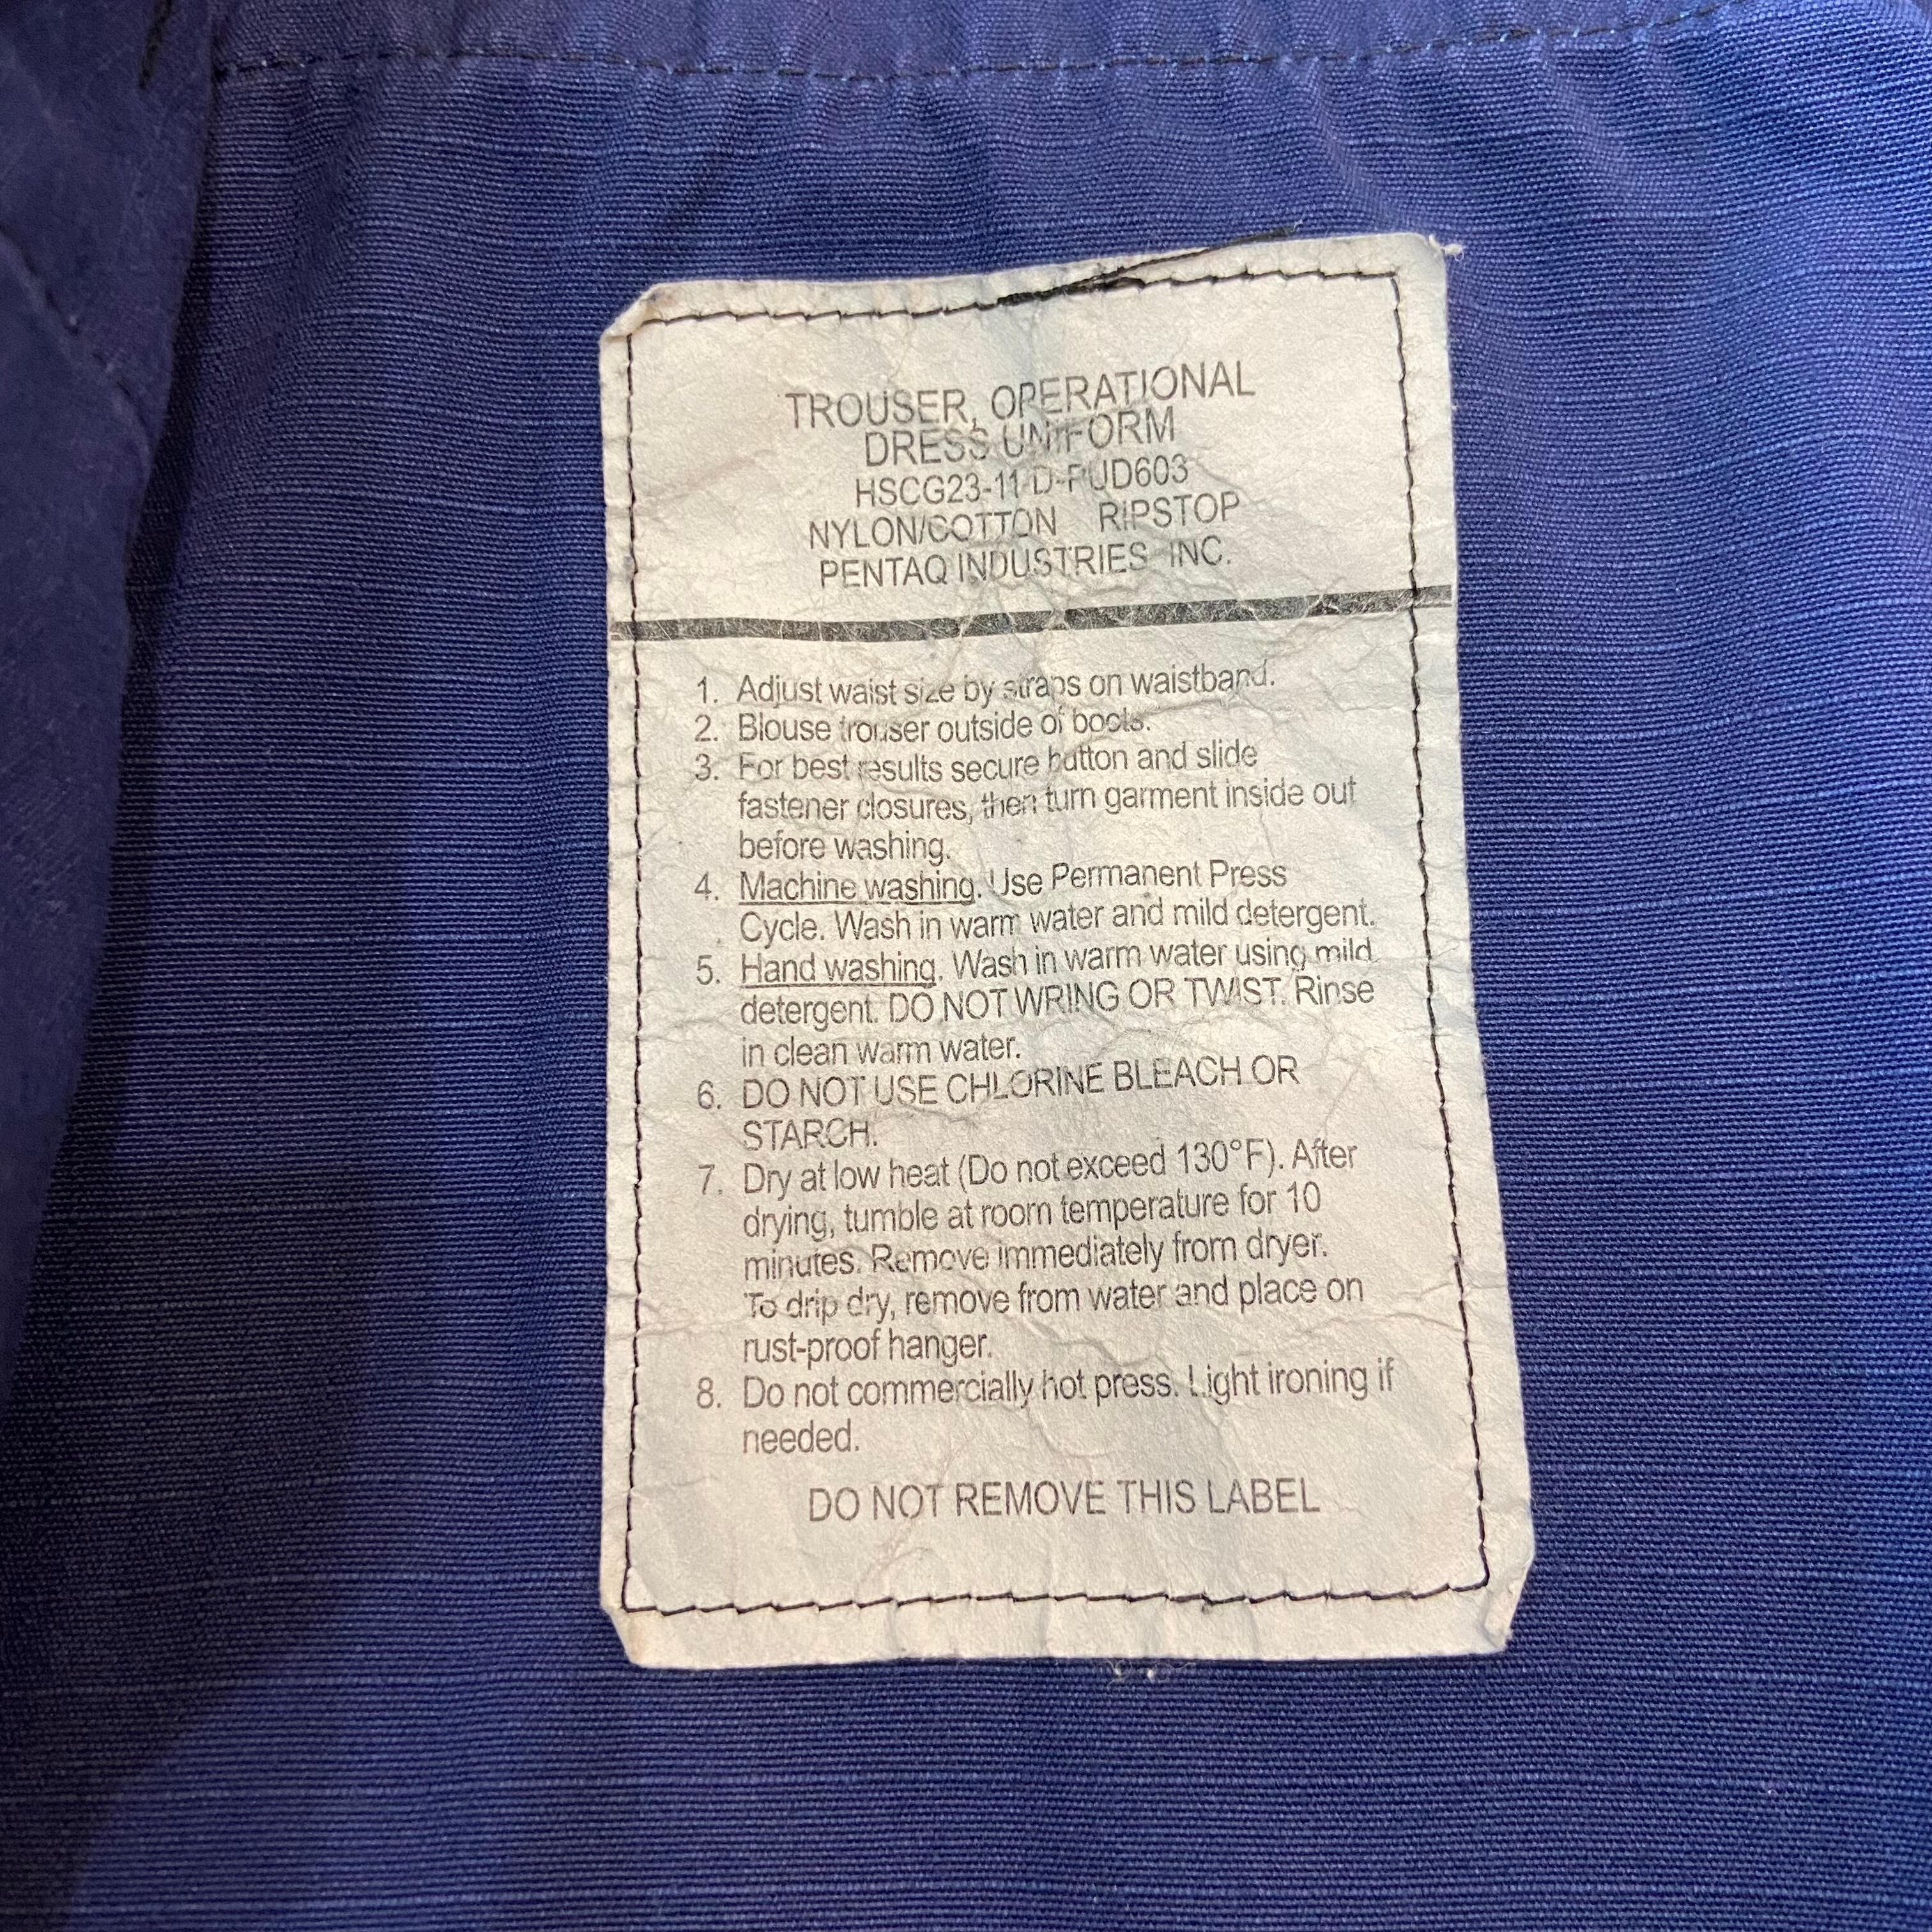 TROUSER, OPERATIONAL
DRESS UNIFORM
HSCG23-11-D-PUD603
NYLON/COTTON RIPSTOP
PENTAQ INDUSTRIES INC.
1. Adjust waist size by straps on waistband.
2. Blouse trouser outside of boots.
3. For best results secure button and slide
fastener closures, then turn garment inside out
before washing.
4. Machine washing. Use Permanent Press
Cycle. Wash in warm water and mild detergent.
5. Hand washing. Wash in warm water using mild
detergent. DO NOT WRING OR TWIST. Rinse
in clean warm water.
6. DO NOT USE CHLORINE BLEACH OR
STARCH.
7. Dry at low heat (Do not exceed 130°F). After
drying, tumble at room temperature for 10
minutes. Remove immediately from dryer.
To drip dry, remove from water and place on
rust-proof hanger.
8. Do not commercially hot press. Light ironing if
needed.
DO NOT REMOVE THIS LABEL